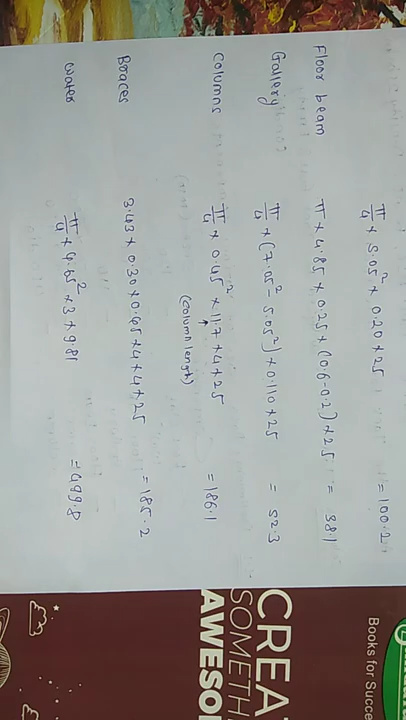 π/4 × 5.05² × 0.20 × 25 = 100.2
Floor beam π × 4.85 × 0.25 × (0.6-0.2) × 25 = 38.1
Gallery π/4 × (7.05² - 5.05²) × 0.110 × 25 = 52.3
Columns π/4 × 0.45² × 11.7 × 4 × 25 = 186.1
(column length)
Braces 3.43 × 0.30 × 0.45 × 4 × 4 × 25 = 185.2
Water π/4 × 4.65² × 3 × 9.81 = 499.8
Books for Succe
CREA
SOMETH
AWESO